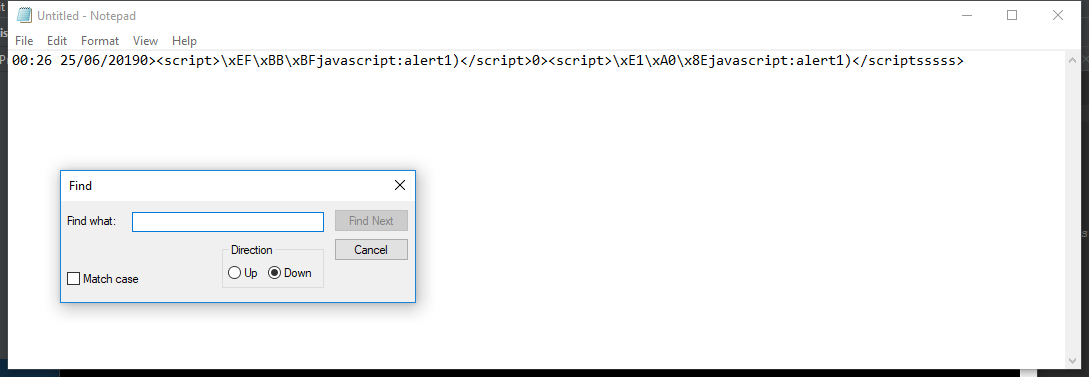 Untitled - Notepad
File Edit Format View Help
00:26 25/06/20190><script>\xEF\xBB\xBFjavascript:alert1)</script>0><script>\xE1\xA0\x8Ejavascript:alert1)</scriptsssss>
Find
Find what:
Find Next
Direction
Cancel
Up Down
Match case